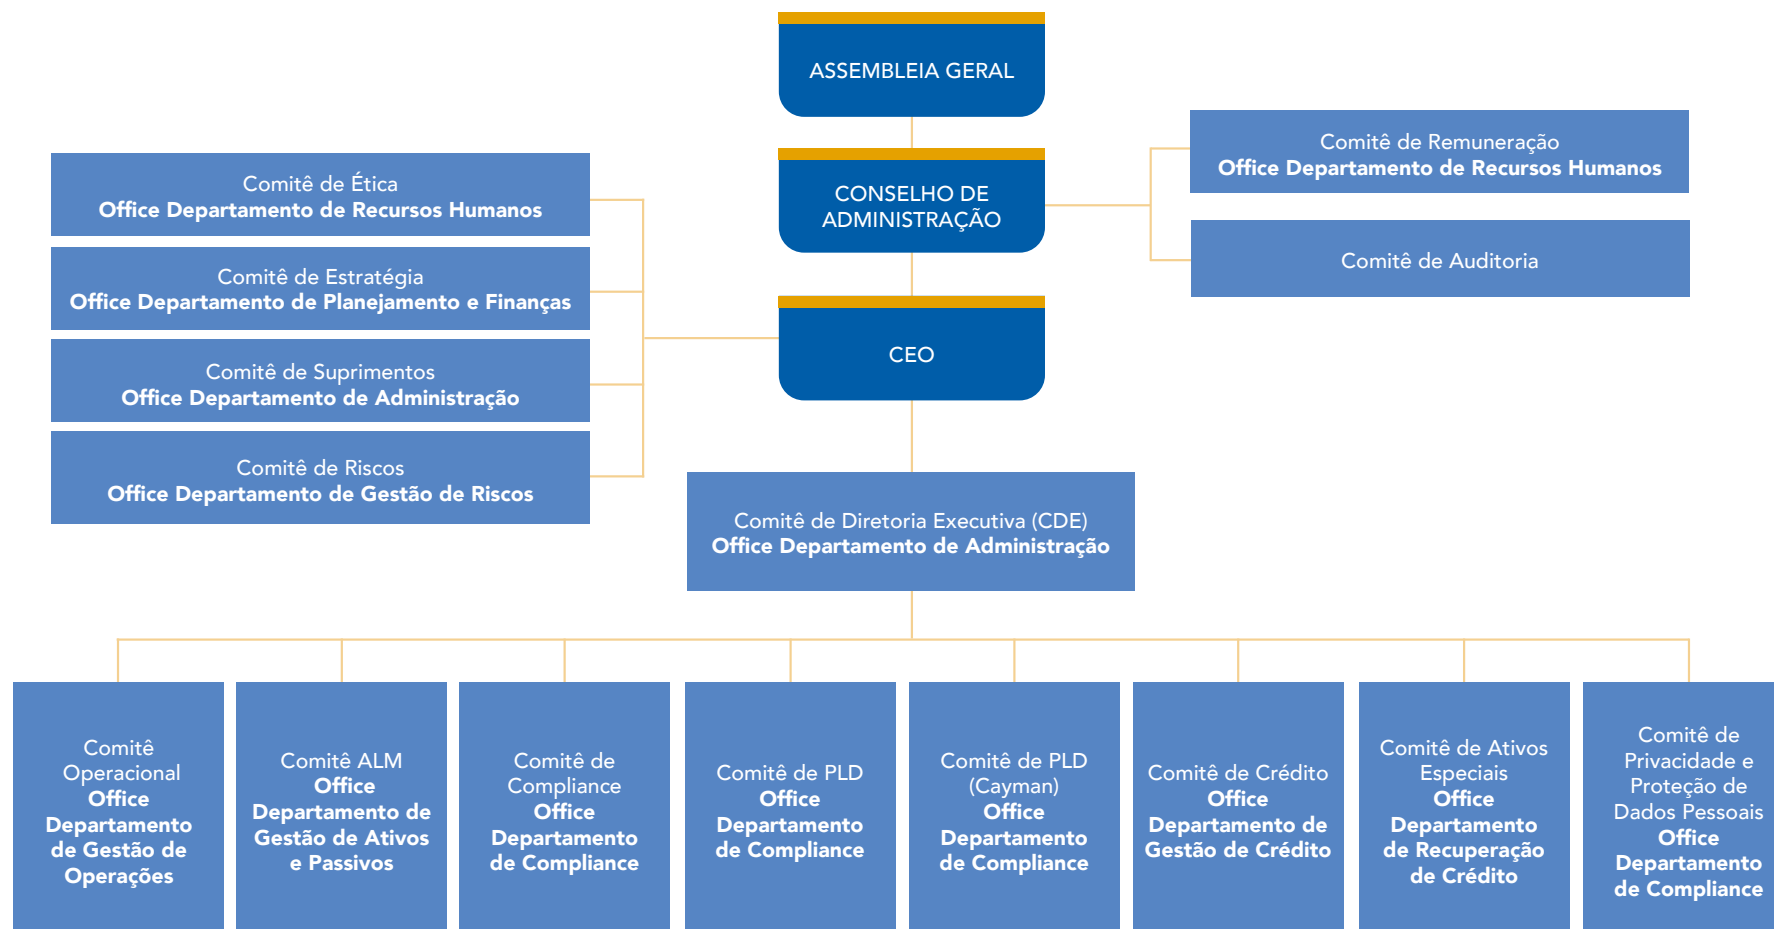 ASSEMBLEIA GERAL
CONSELHO DE
ADMINISTRAÇÃO
CEO
Comitê de Remuneração
Office Departamento de Recursos Humanos
Comitê de Auditoria
Comitê de Ética
Office Departamento de Recursos Humanos
Comitê de Estratégia
Office Departamento de Planejamento e Finanças
Comitê de Suprimentos
Office Departamento de Administração
Comitê de Riscos
Office Departamento de Gestão de Riscos
Comitê de Diretoria Executiva (CDE)
Office Departamento de Administração
Comitê
Operacional
Office
Departamento
de Gestão de
Operações
Comitê ALM
Office
Departamento de
Gestão de Ativos
e Passivos
Comitê de
Compliance
Office
Departamento
de Compliance
Comitê de PLD
Office
Departamento
de Compliance
Comitê de PLD
(Cayman)
Office
Departamento
de Compliance
Comitê de Crédito
Office
Departamento de
Gestão de Crédito
Comitê de Ativos
Especiais
Office
Departamento
de Recuperação
de Crédito
Comitê de
Privacidade e
Proteção de
Dados Pessoais
Office
Departamento
de Compliance